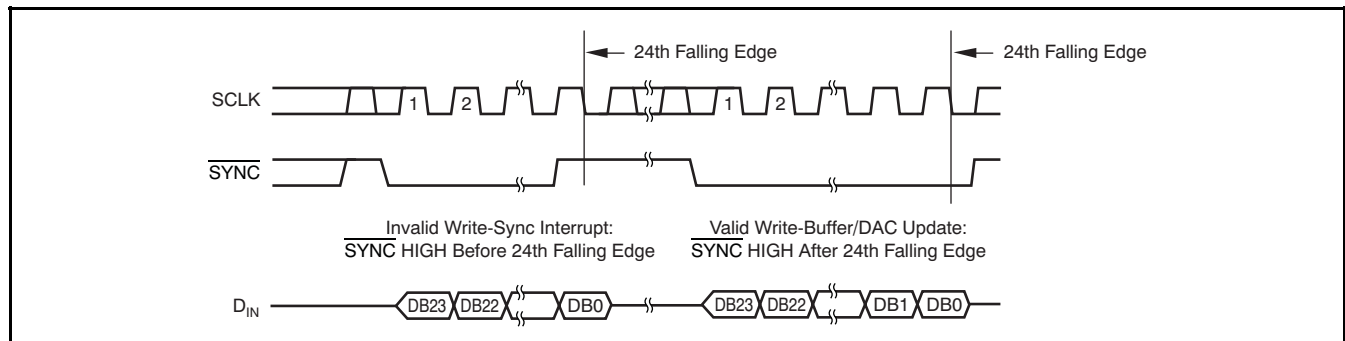 24th Falling Edge
24th Falling Edge
SCLK
1
2
1
2
SYNC
Invalid Write-Sync Interrupt:
SYNC HIGH Before 24th Falling Edge
Valid Write-Buffer/DAC Update:
SYNC HIGH After 24th Falling Edge
DIN
DB23
DB22
DB0
DB23
DB22
DB1
DB0